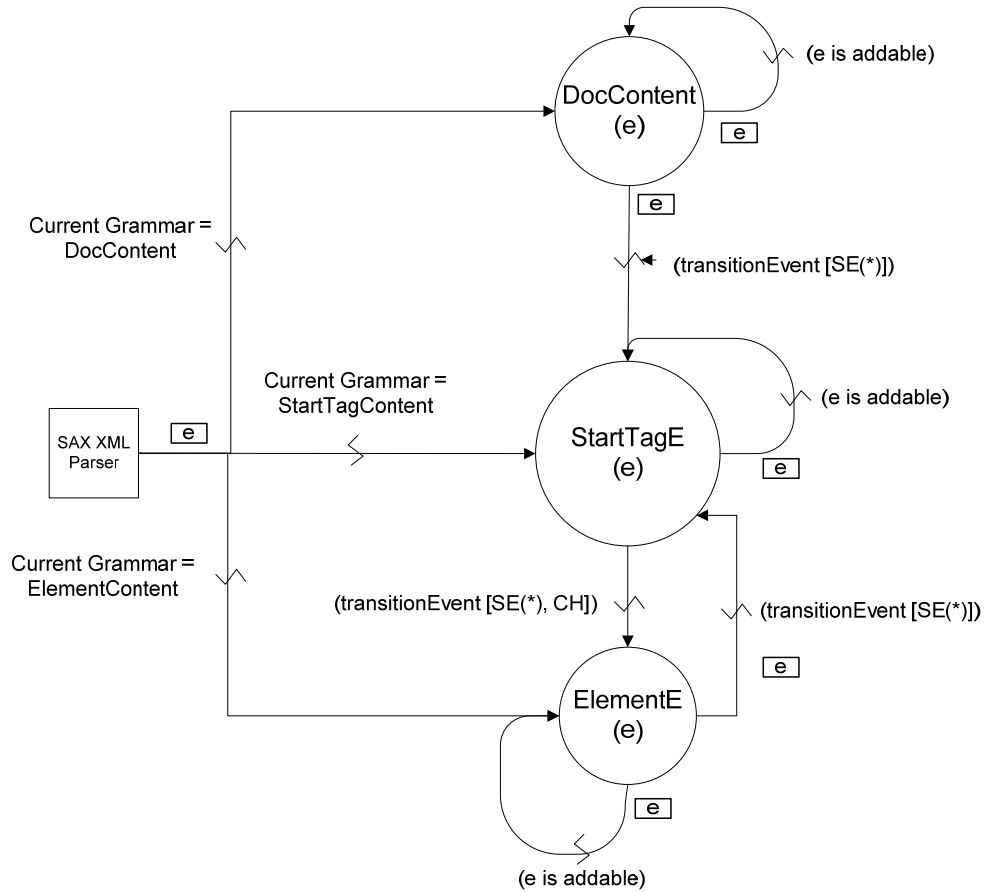 (e is addable)
DocContent
(e)
e
e
Current Grammar =
DocContent
(transitionEvent [SE(*)])
Current Grammar =
StartTagContent
(e is addable)
SAX XML
Parser
e
StartTagE
(e)
e
Current Grammar =
ElementContent
(transitionEvent [SE(*), CH])
(transitionEvent [SE(*)])
e
ElementE
(e)
e
(e is addable)